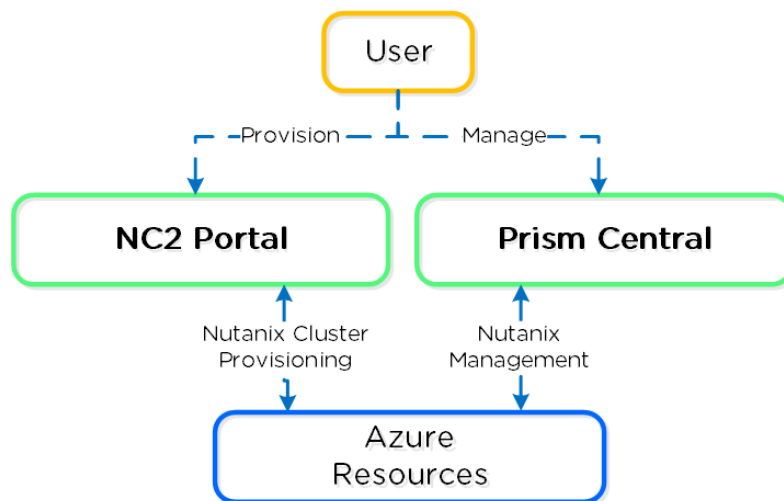 User
Provision
Manage
NC2 Portal
Prism Central
Nutanix Cluster
Provisioning
Nutanix
Management
Azure
Resources